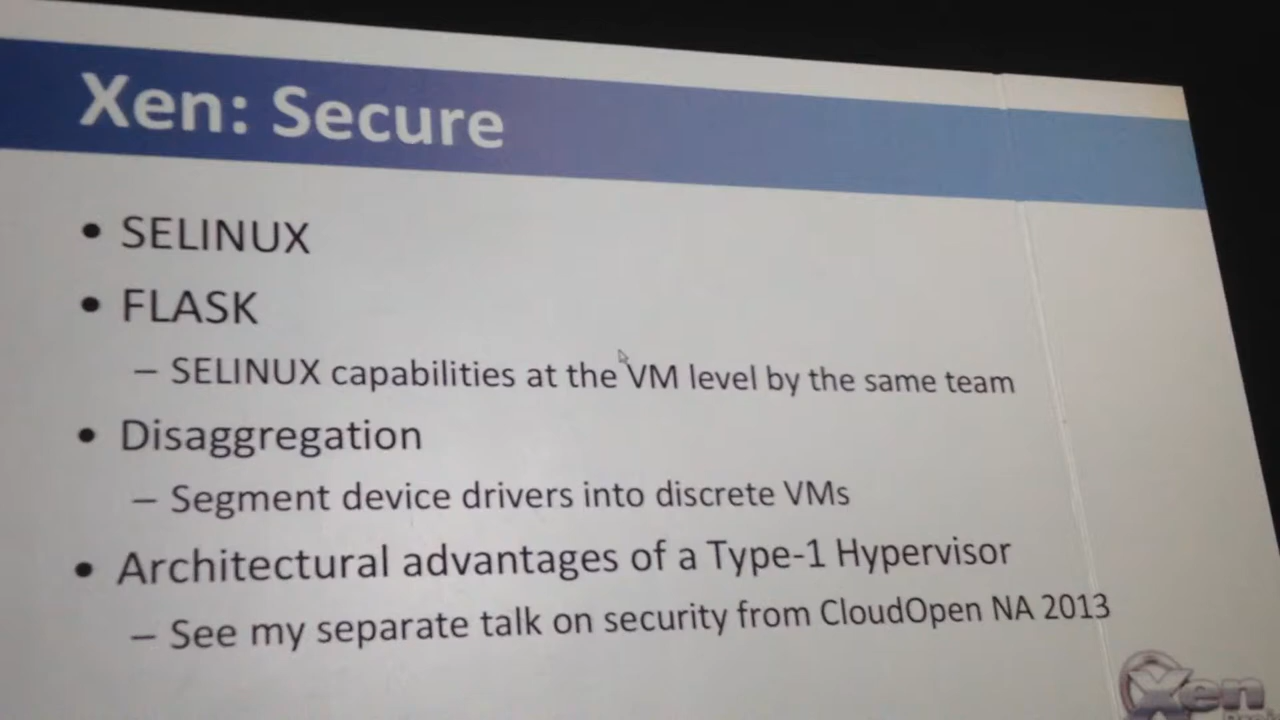 Xen: Secure
• SELINUX
• FLASK
– SELINUX capabilities at the VM level by the same team
• Disaggregation
– Segment device drivers into discrete VMs
• Architectural advantages of a Type-1 Hypervisor
– See my separate talk on security from CloudOpen NA 2013
Xen